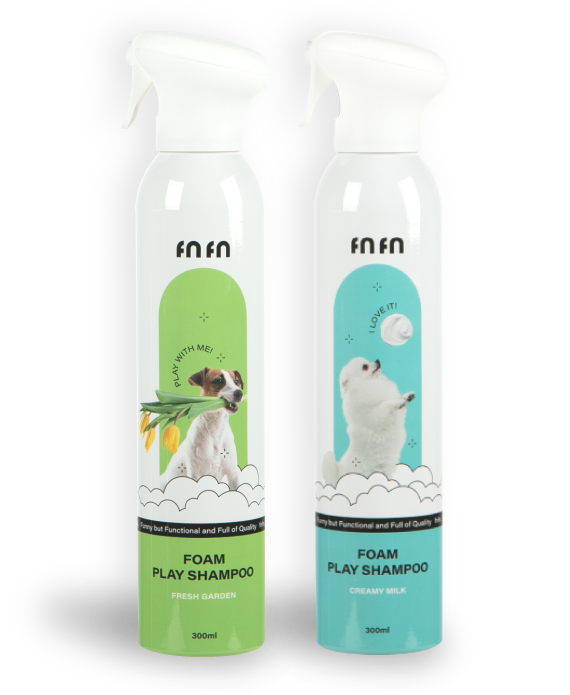 fn fn
PLAY WITH ME!
Funny but Functional and Full of Quality
FOAM
PLAY SHAMPOO
FRESH GARDEN
300ml
fn fn
I LOVE IT!
Funny but Functional and Full of Quality
FOAM
PLAY SHAMPOO
CREAMY MILK
300ml